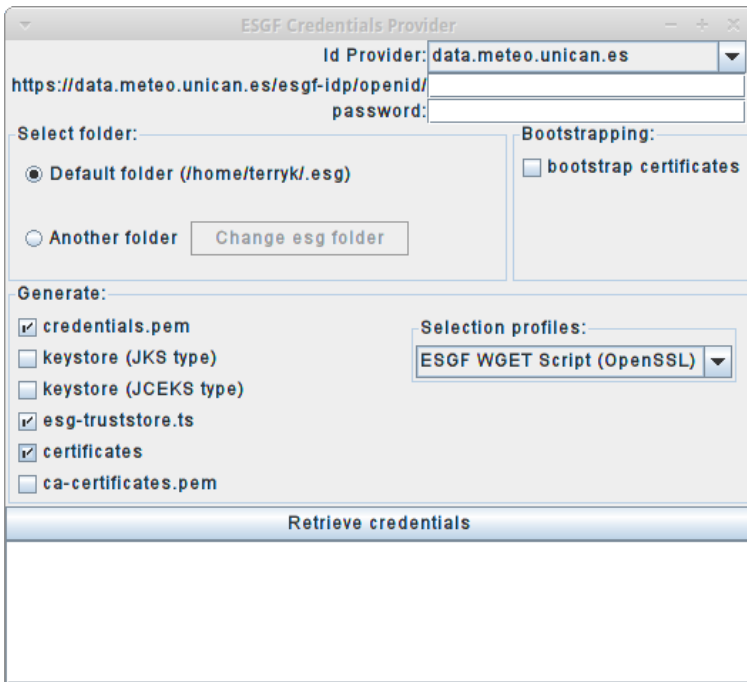 ESGF Credentials Provider
Id Provider: data.meteo.unican.es
https://data.meteo.unican.es/esgf-idp/openid/
password:
Select folder:
Default folder (/home/terryk/.esg)
Another folder Change esg folder
Bootstrapping:
bootstrap certificates
Generate:
credentials.pem
keystore (JKS type)
keystore (JCEKS type)
esg-truststore.ts
certificates
ca-certificates.pem
Selection profiles:
ESGF WGET Script (OpenSSL)
Retrieve credentials